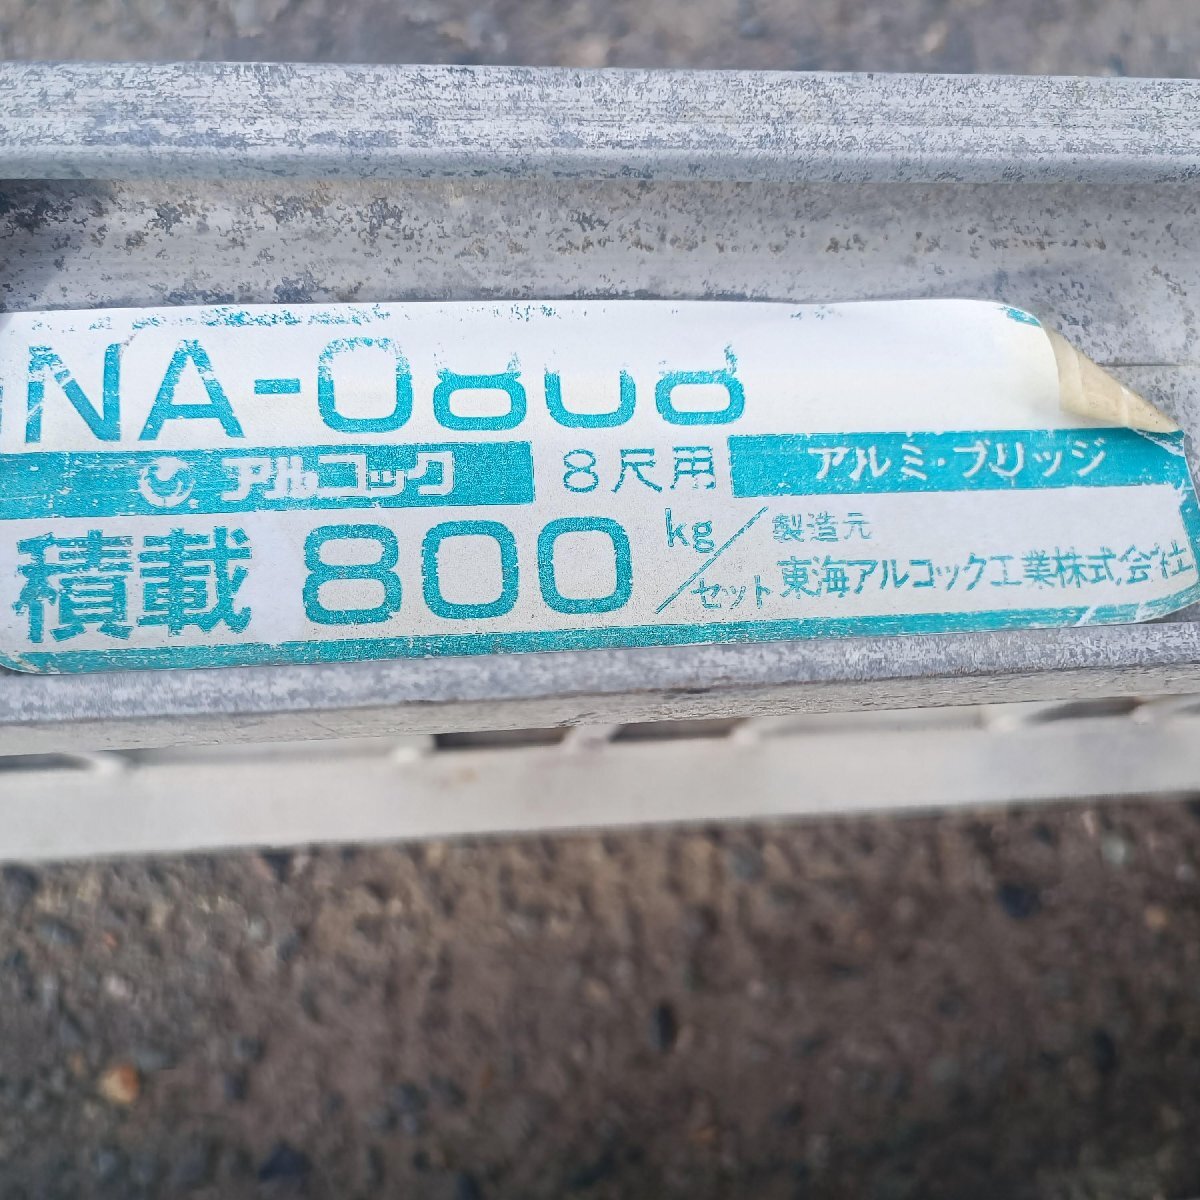 NA-0808
アルコック 8尺用 アルミ・ブリッジ
積載 800 kg/セット
製造元
東海アルコック工業株式会社